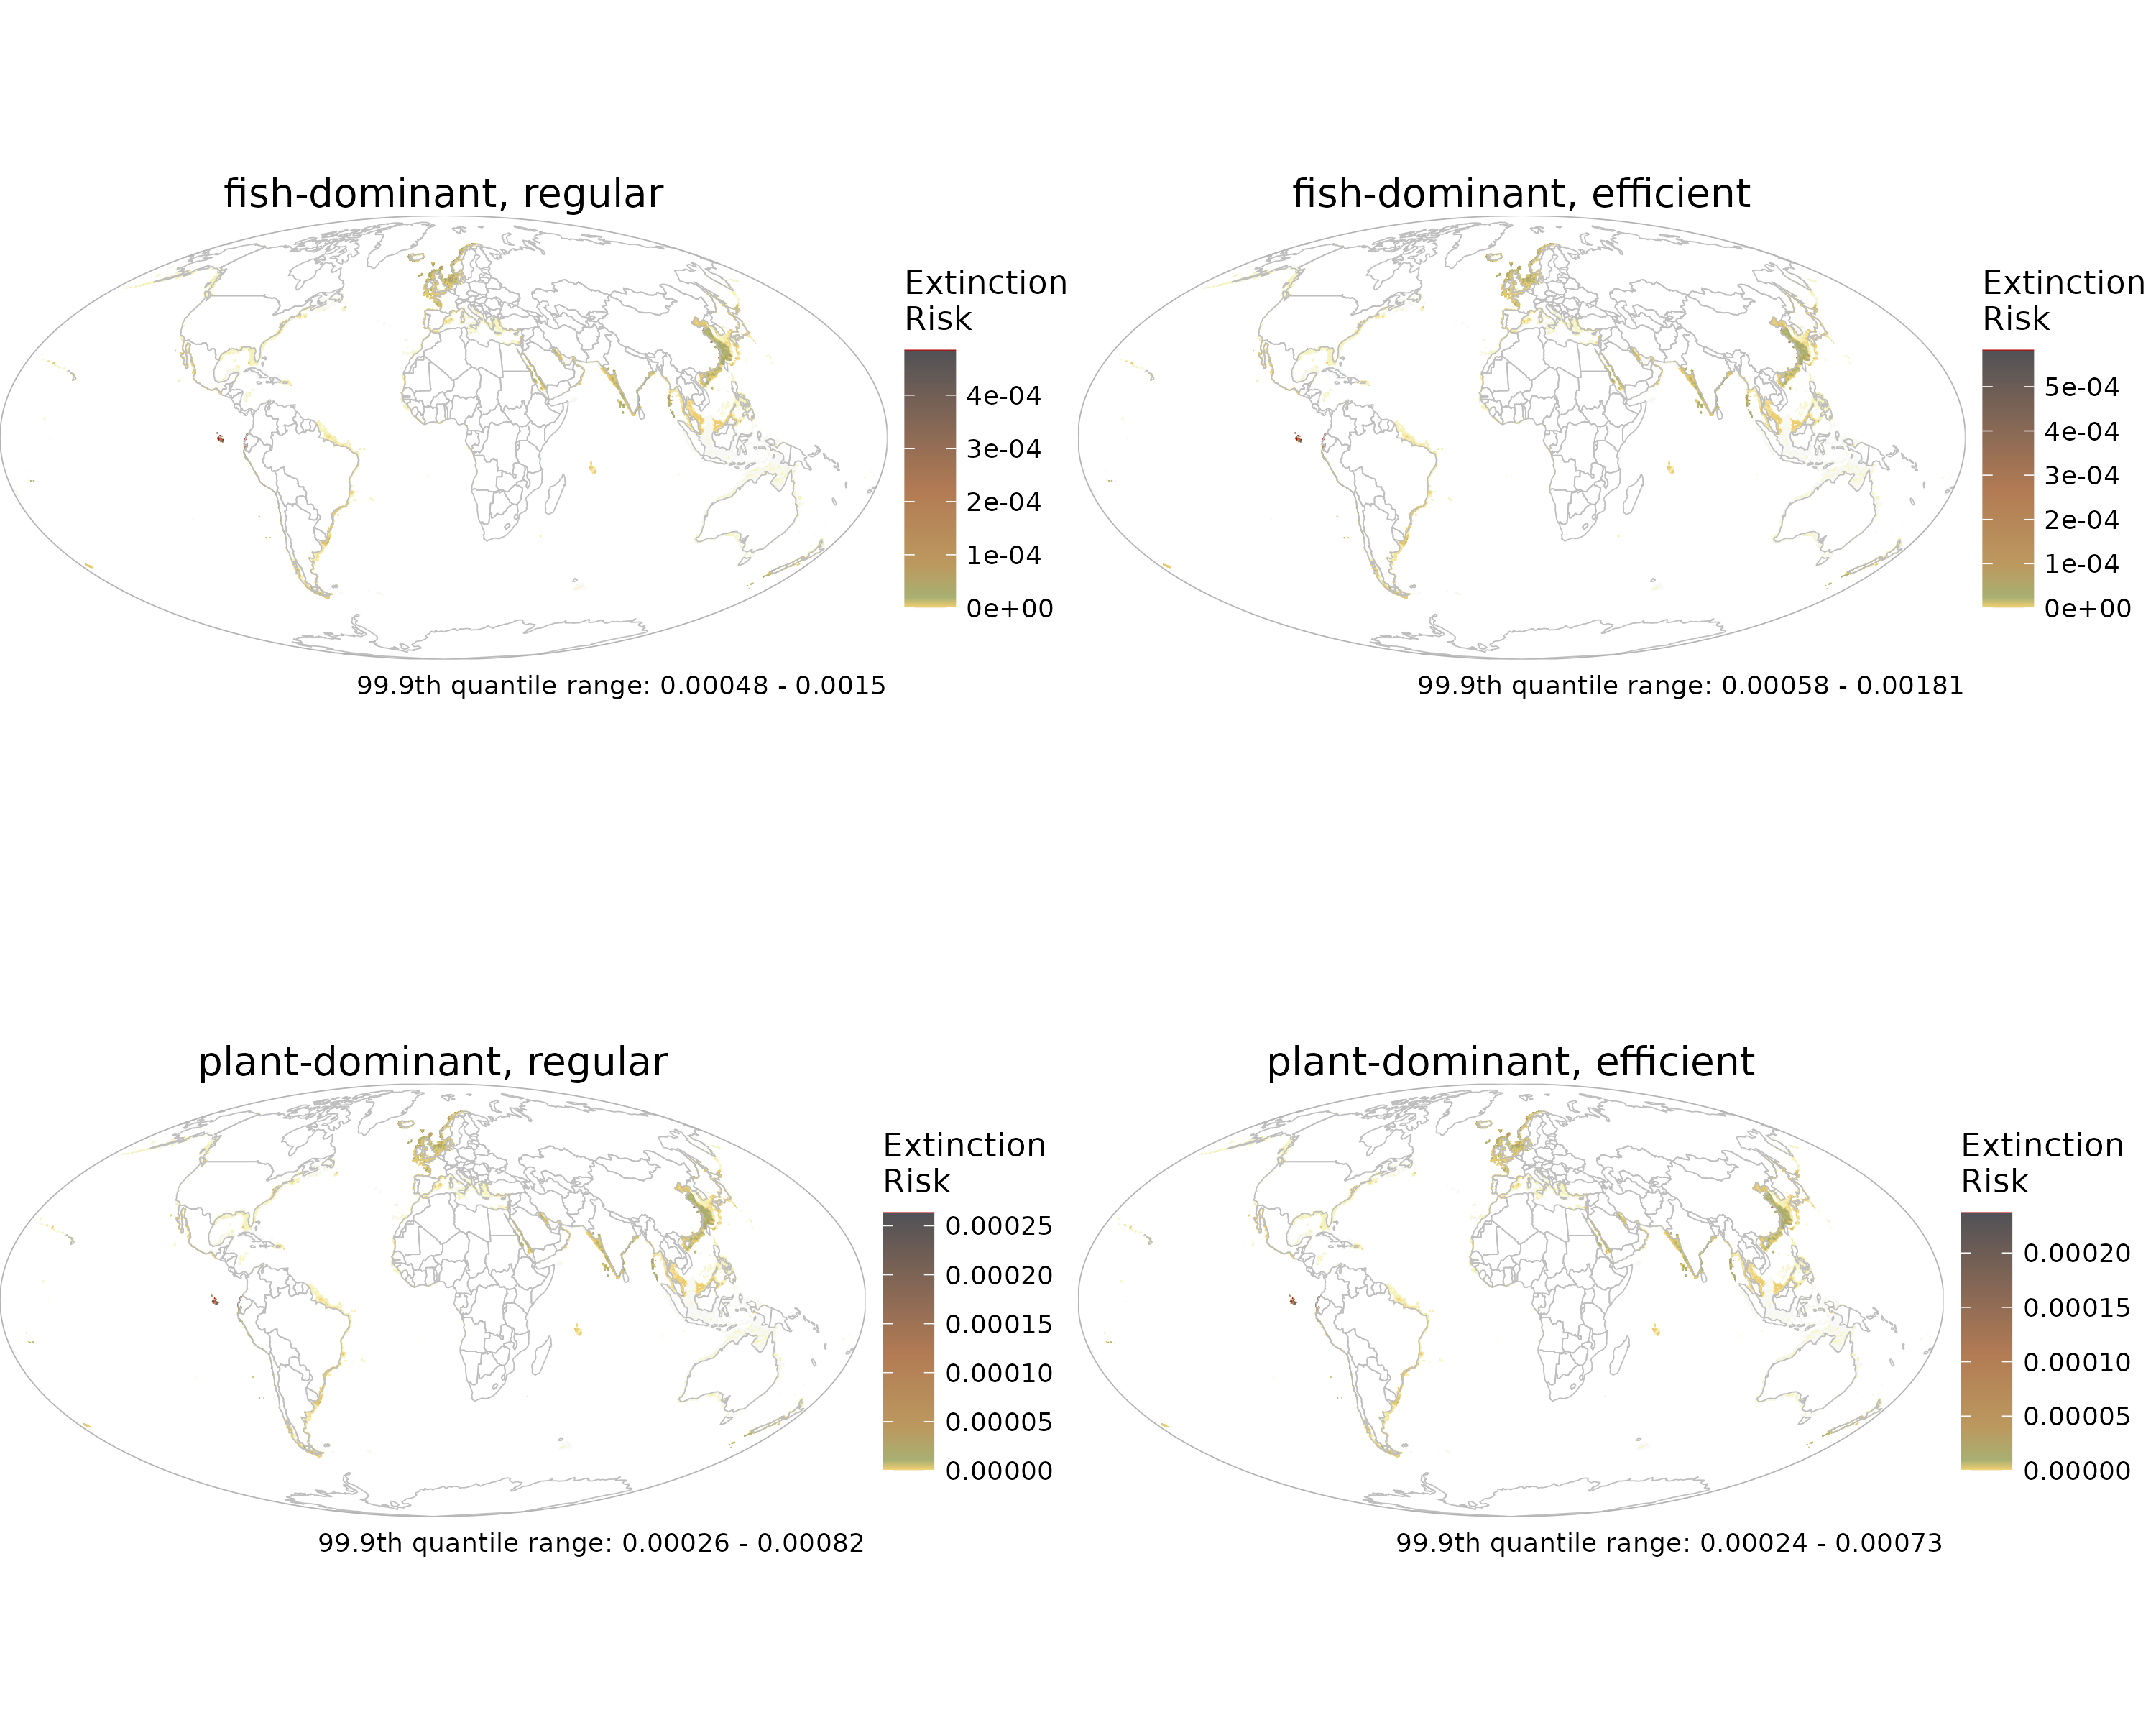 fish-dominant, regular
Extinction
Risk
4e-04
3e-04
2e-04
1e-04
0e+00
99.9th quantile range: 0.00048 - 0.0015
fish-dominant, efficient
Extinction
Risk
5e-04
4e-04
3e-04
2e-04
1e-04
0e+00
99.9th quantile range: 0.00058 - 0.00181
plant-dominant, regular
Extinction
Risk
0.00025
0.00020
0.00015
0.00010
0.00005
0.00000
99.9th quantile range: 0.00026 - 0.00082
plant-dominant, efficient
Extinction
Risk
0.00020
0.00015
0.00010
0.00005
0.00000
99.9th quantile range: 0.00024 - 0.00073